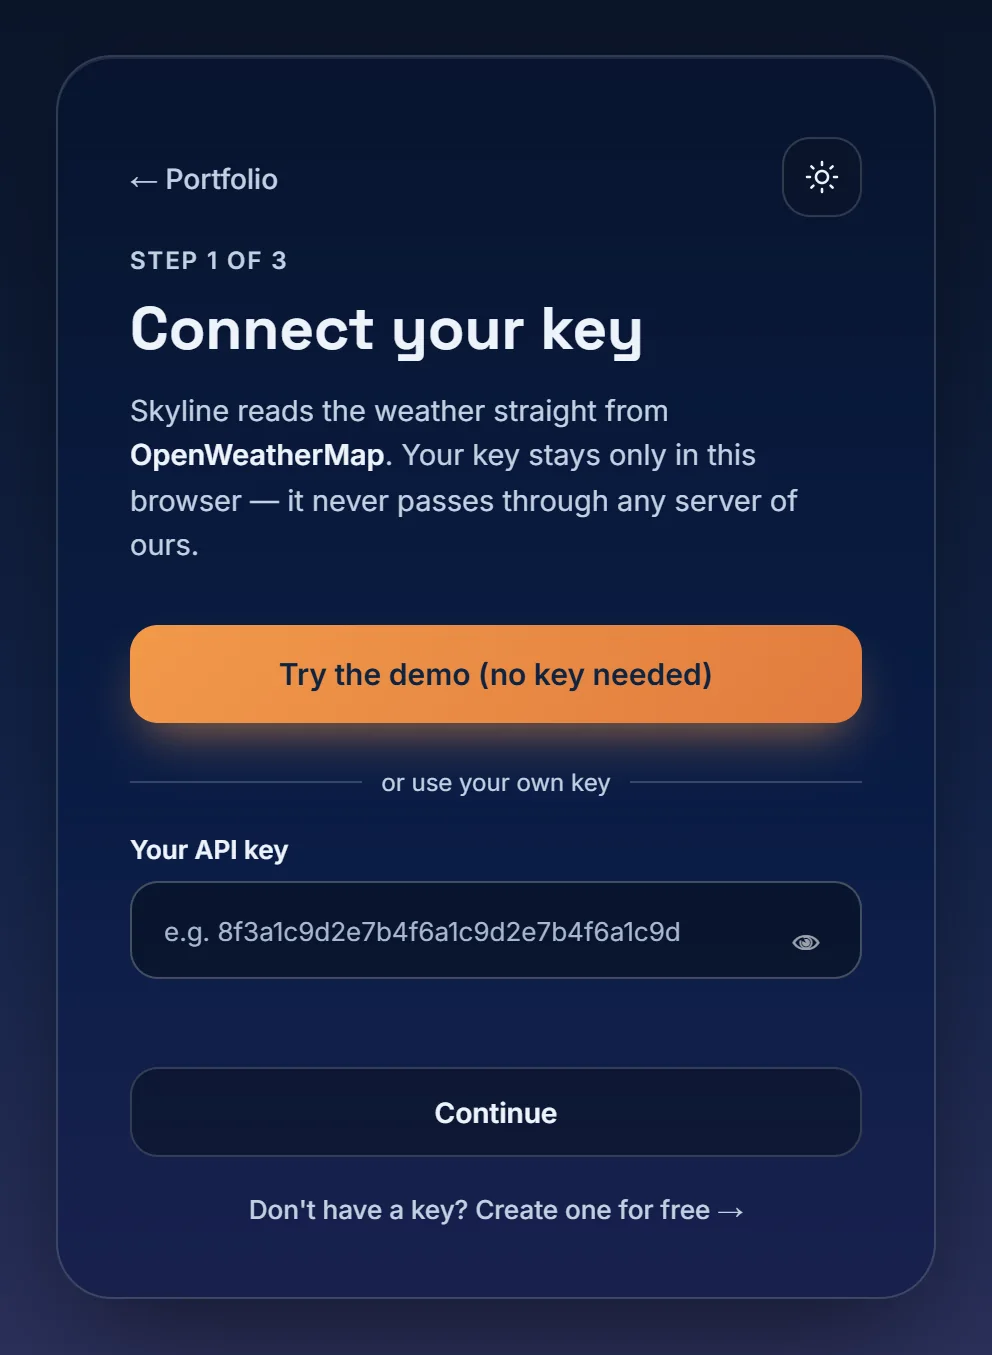 ← Portfolio
STEP 1 OF 3
Connect your key
Skyline reads the weather straight from
OpenWeatherMap. Your key stays only in this
browser — it never passes through any server of
ours.
Try the demo (no key needed)
or use your own key
Your API key
e.g. 8f3a1c9d2e7b4f6a1c9d2e7b4f6a1c9d
Continue
Don't have a key? Create one for free →